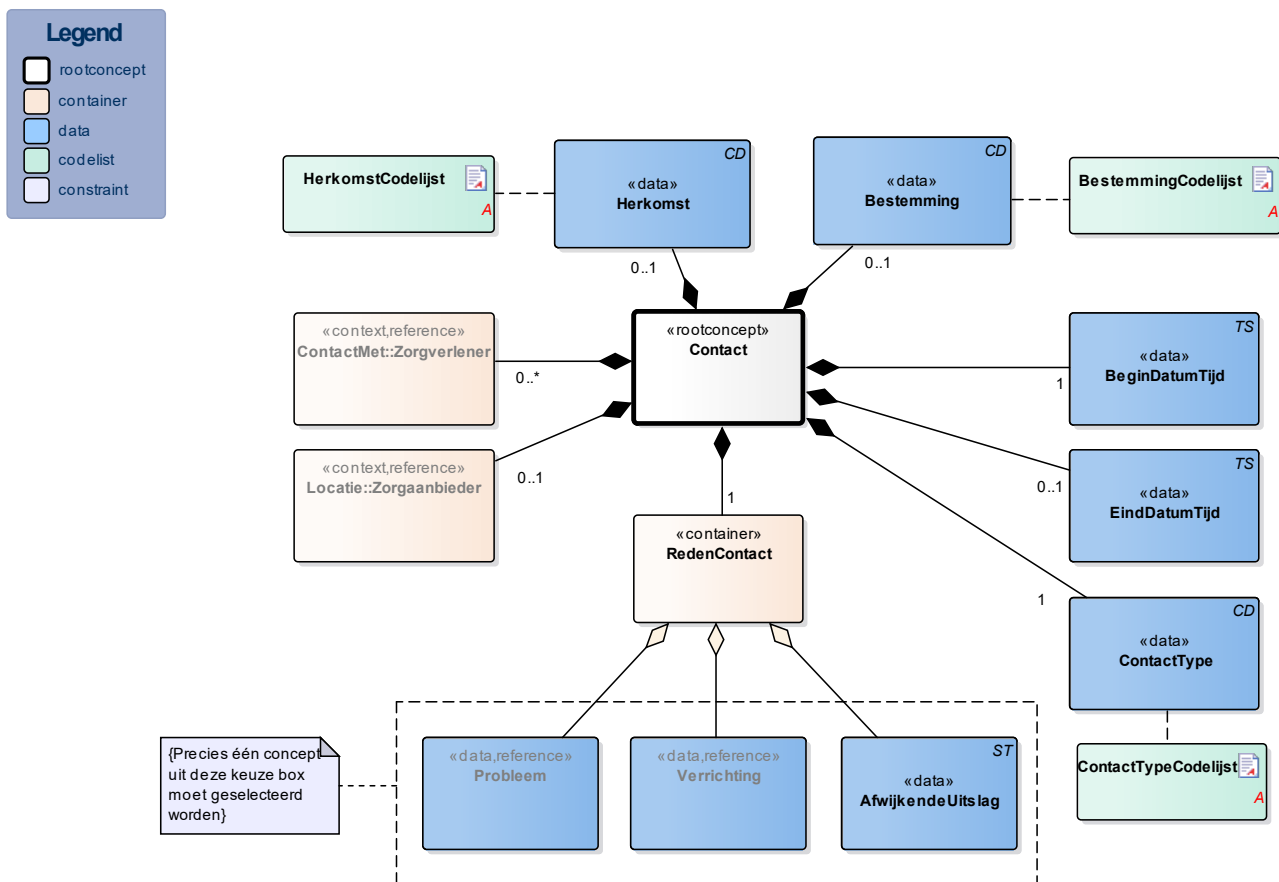 Legend
rootconcept
container
data
codelist
constraint
HerkomstCodelijst
A
CD
«data»
Herkomst
CD
«data»
Bestemming
BestemmingCodelijst
A
0..1
0..1
«context,reference»
ContactMet::Zorgverlener
0..*
«rootconcept»
Contact
TS
«data»
BeginDatumTijd
1
«context,reference»
Locatie::Zorgaanbieder
0..1
TS
«data»
EindDatumTijd
0..1
1
«container»
RedenContact
1
CD
«data»
ContactType
{Precies één concept
uit deze keuze box
moet geselecteerd
worden}
«data,reference»
Probleem
«data,reference»
Verrichting
ST
«data»
AfwijkendeUitslag
ContactTypeCodelijst
A